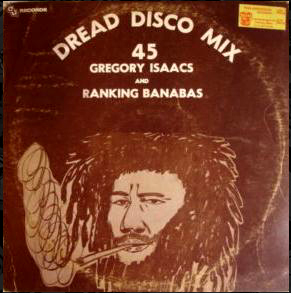 RECORDS
DREAD DISCO MIX
45
GREGORY ISAACS
AND
RANKING BANABAS